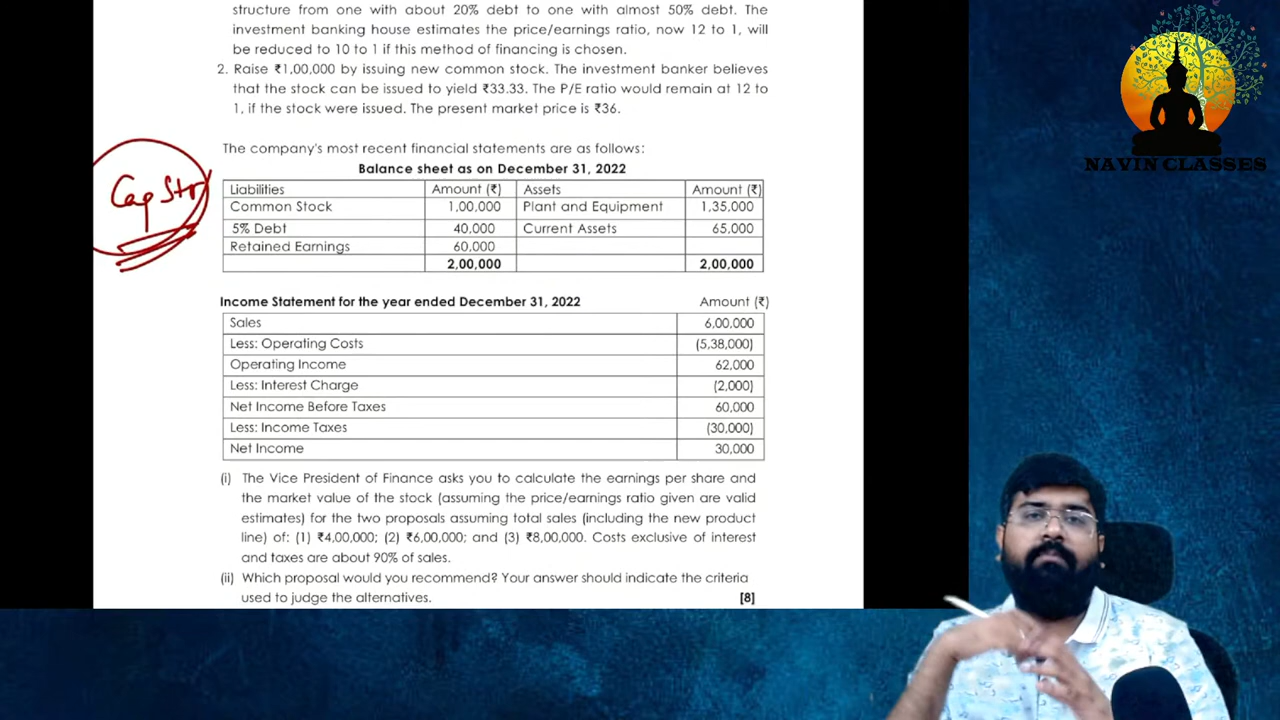 structure from one with about 20% debt to one with almost 50% debt. The
investment banking house estimates the price/earnings ratio, now 12 to 1, will
be reduced to 10 to 1 if this method of financing is chosen.
2. Raise ₹1,00,000 by issuing new common stock. The investment banker believes
that the stock can be issued to yield ₹33.33. The P/E ratio would remain at 12 to
1, if the stock were issued. The present market price is ₹36.
The company's most recent financial statements are as follows:
Balance sheet as on December 31, 2022
Liabilities Amount (₹) Assets Amount (₹)
Common Stock 1,00,000 Plant and Equipment 1,35,000
5% Debt 40,000 Current Assets 65,000
Retained Earnings 60,000
2,00,000 2,00,000
Cap Str
Income Statement for the year ended December 31, 2022 Amount (₹)
Sales 6,00,000
Less: Operating Costs (5,38,000)
Operating Income 62,000
Less: Interest Charge (2,000)
Net Income Before Taxes 60,000
Less: Income Taxes (30,000)
Net Income 30,000
(i) The Vice President of Finance asks you to calculate the earnings per share and
the market value of the stock (assuming the price/earnings ratio given are valid
estimates) for the two proposals assuming total sales (including the new product
line) of: (1) ₹4,00,000; (2) ₹6,00,000; and (3) ₹8,00,000. Costs exclusive of interest
and taxes are about 90% of sales.
(ii) Which proposal would you recommend? Your answer should indicate the criteria
used to judge the alternatives. [8]
NAVIN CLASSES